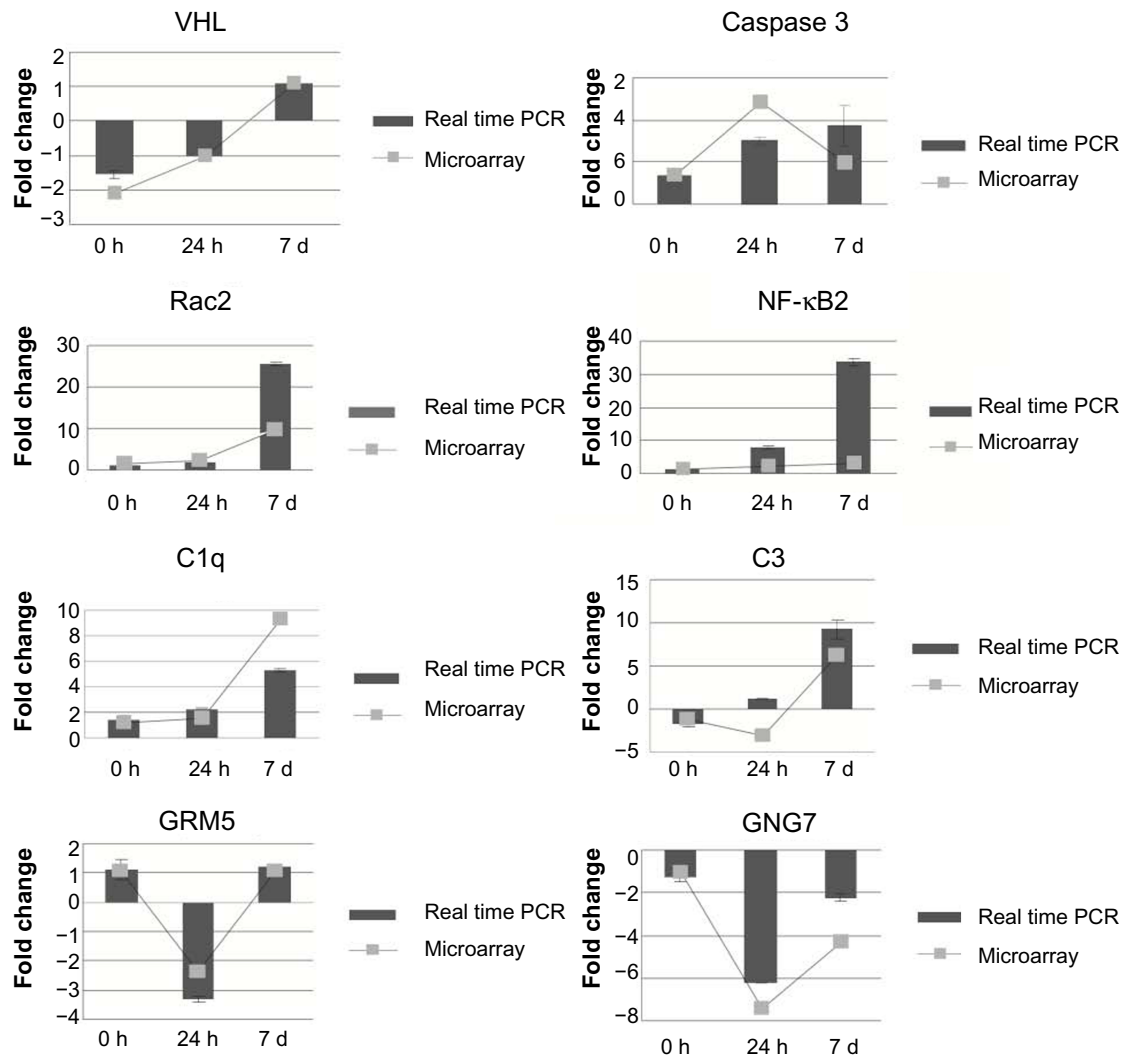 VHL
Fold change
2
1
0
−1
−2
−3
0 h 24 h 7 d
Real time PCR
Microarray
Caspase 3
Fold change
2
4
6
0
0 h 24 h 7 d
Real time PCR
Microarray
Rac2
Fold change
30
20
10
0
0 h 24 h 7 d
Real time PCR
Microarray
NF-κB2
Fold change
40
30
20
10
0
0 h 24 h 7 d
Real time PCR
Microarray
C1q
Fold change
10
8
6
4
2
0
0 h 24 h 7 d
Real time PCR
Microarray
C3
Fold change
15
10
5
0
−5
0 h 24 h 7 d
Real time PCR
Microarray
GRM5
Fold change
2
1
0
−1
−2
−3
−4
0 h 24 h 7 d
Real time PCR
Microarray
GNG7
Fold change
0
−2
−4
−6
−8
0 h 24 h 7 d
Real time PCR
Microarray